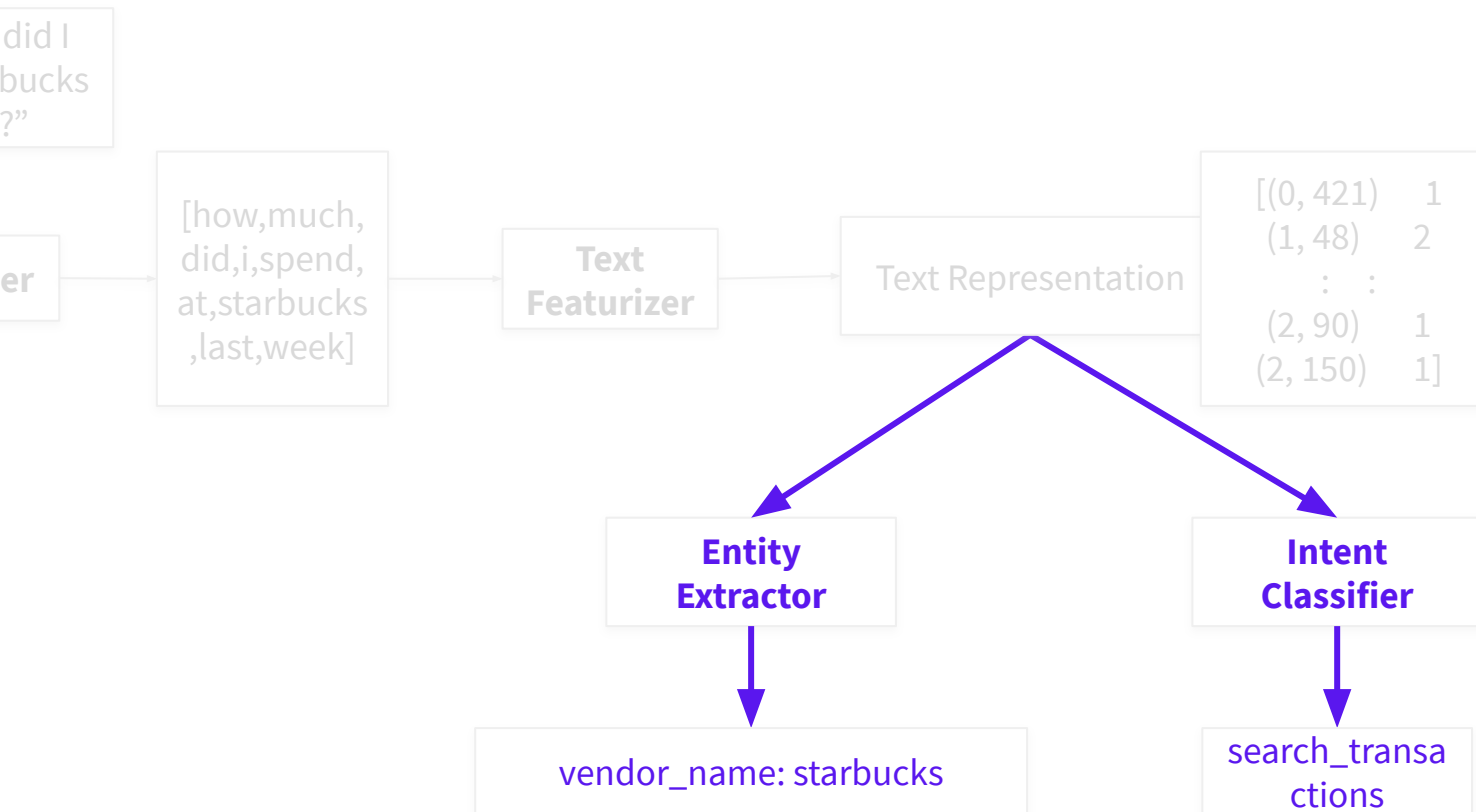 did I
bucks
?”
er
[how,much,
did,i,spend,
at,starbucks
,last,week]
Text
Featurizer
Text Representation
[(0, 421) 1
(1, 48) 2
: :
(2, 90) 1
(2, 150) 1]
Entity
Extractor
Intent
Classifier
vendor_name: starbucks
search_transa
ctions